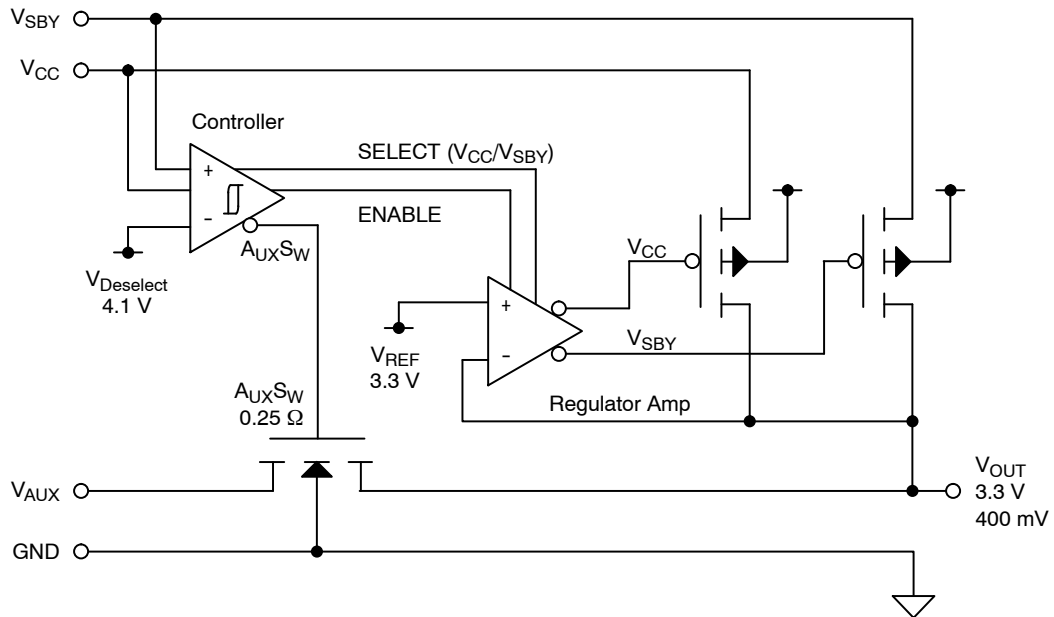 VSBY
VCC
Controller
SELECT (VCC/VSBY)
+
-
ENABLE
AUXSW
VDeselect
4.1 V
VCC
+
-
VREF
3.3 V
VSBY
AUXSW
0.25 Ω
Regulator Amp
VAUX
VOUT
3.3 V
400 mV
GND